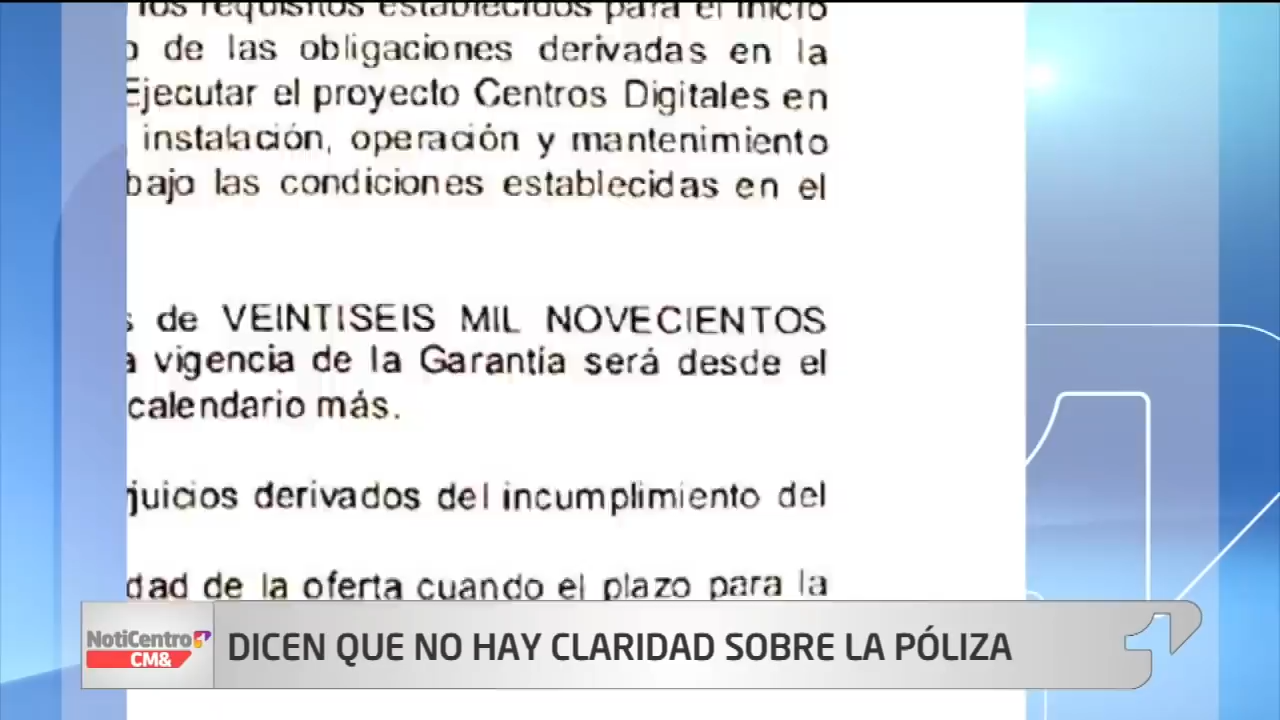 los requisitos establecidos para el inicio
o de las obligaciones derivadas en la
Ejecutar el proyecto Centros Digitales en
instalación, operación y mantenimiento
bajo las condiciones establecidas en el
s de VEINTISEIS MIL NOVECIENTOS
a vigencia de la Garantía será desde el
calendario más.
juicios derivados del incumplimiento del
dad de la oferta cuando el plazo para la
NotiCentro 1
CM&
DICEN QUE NO HAY CLARIDAD SOBRE LA PÓLIZA